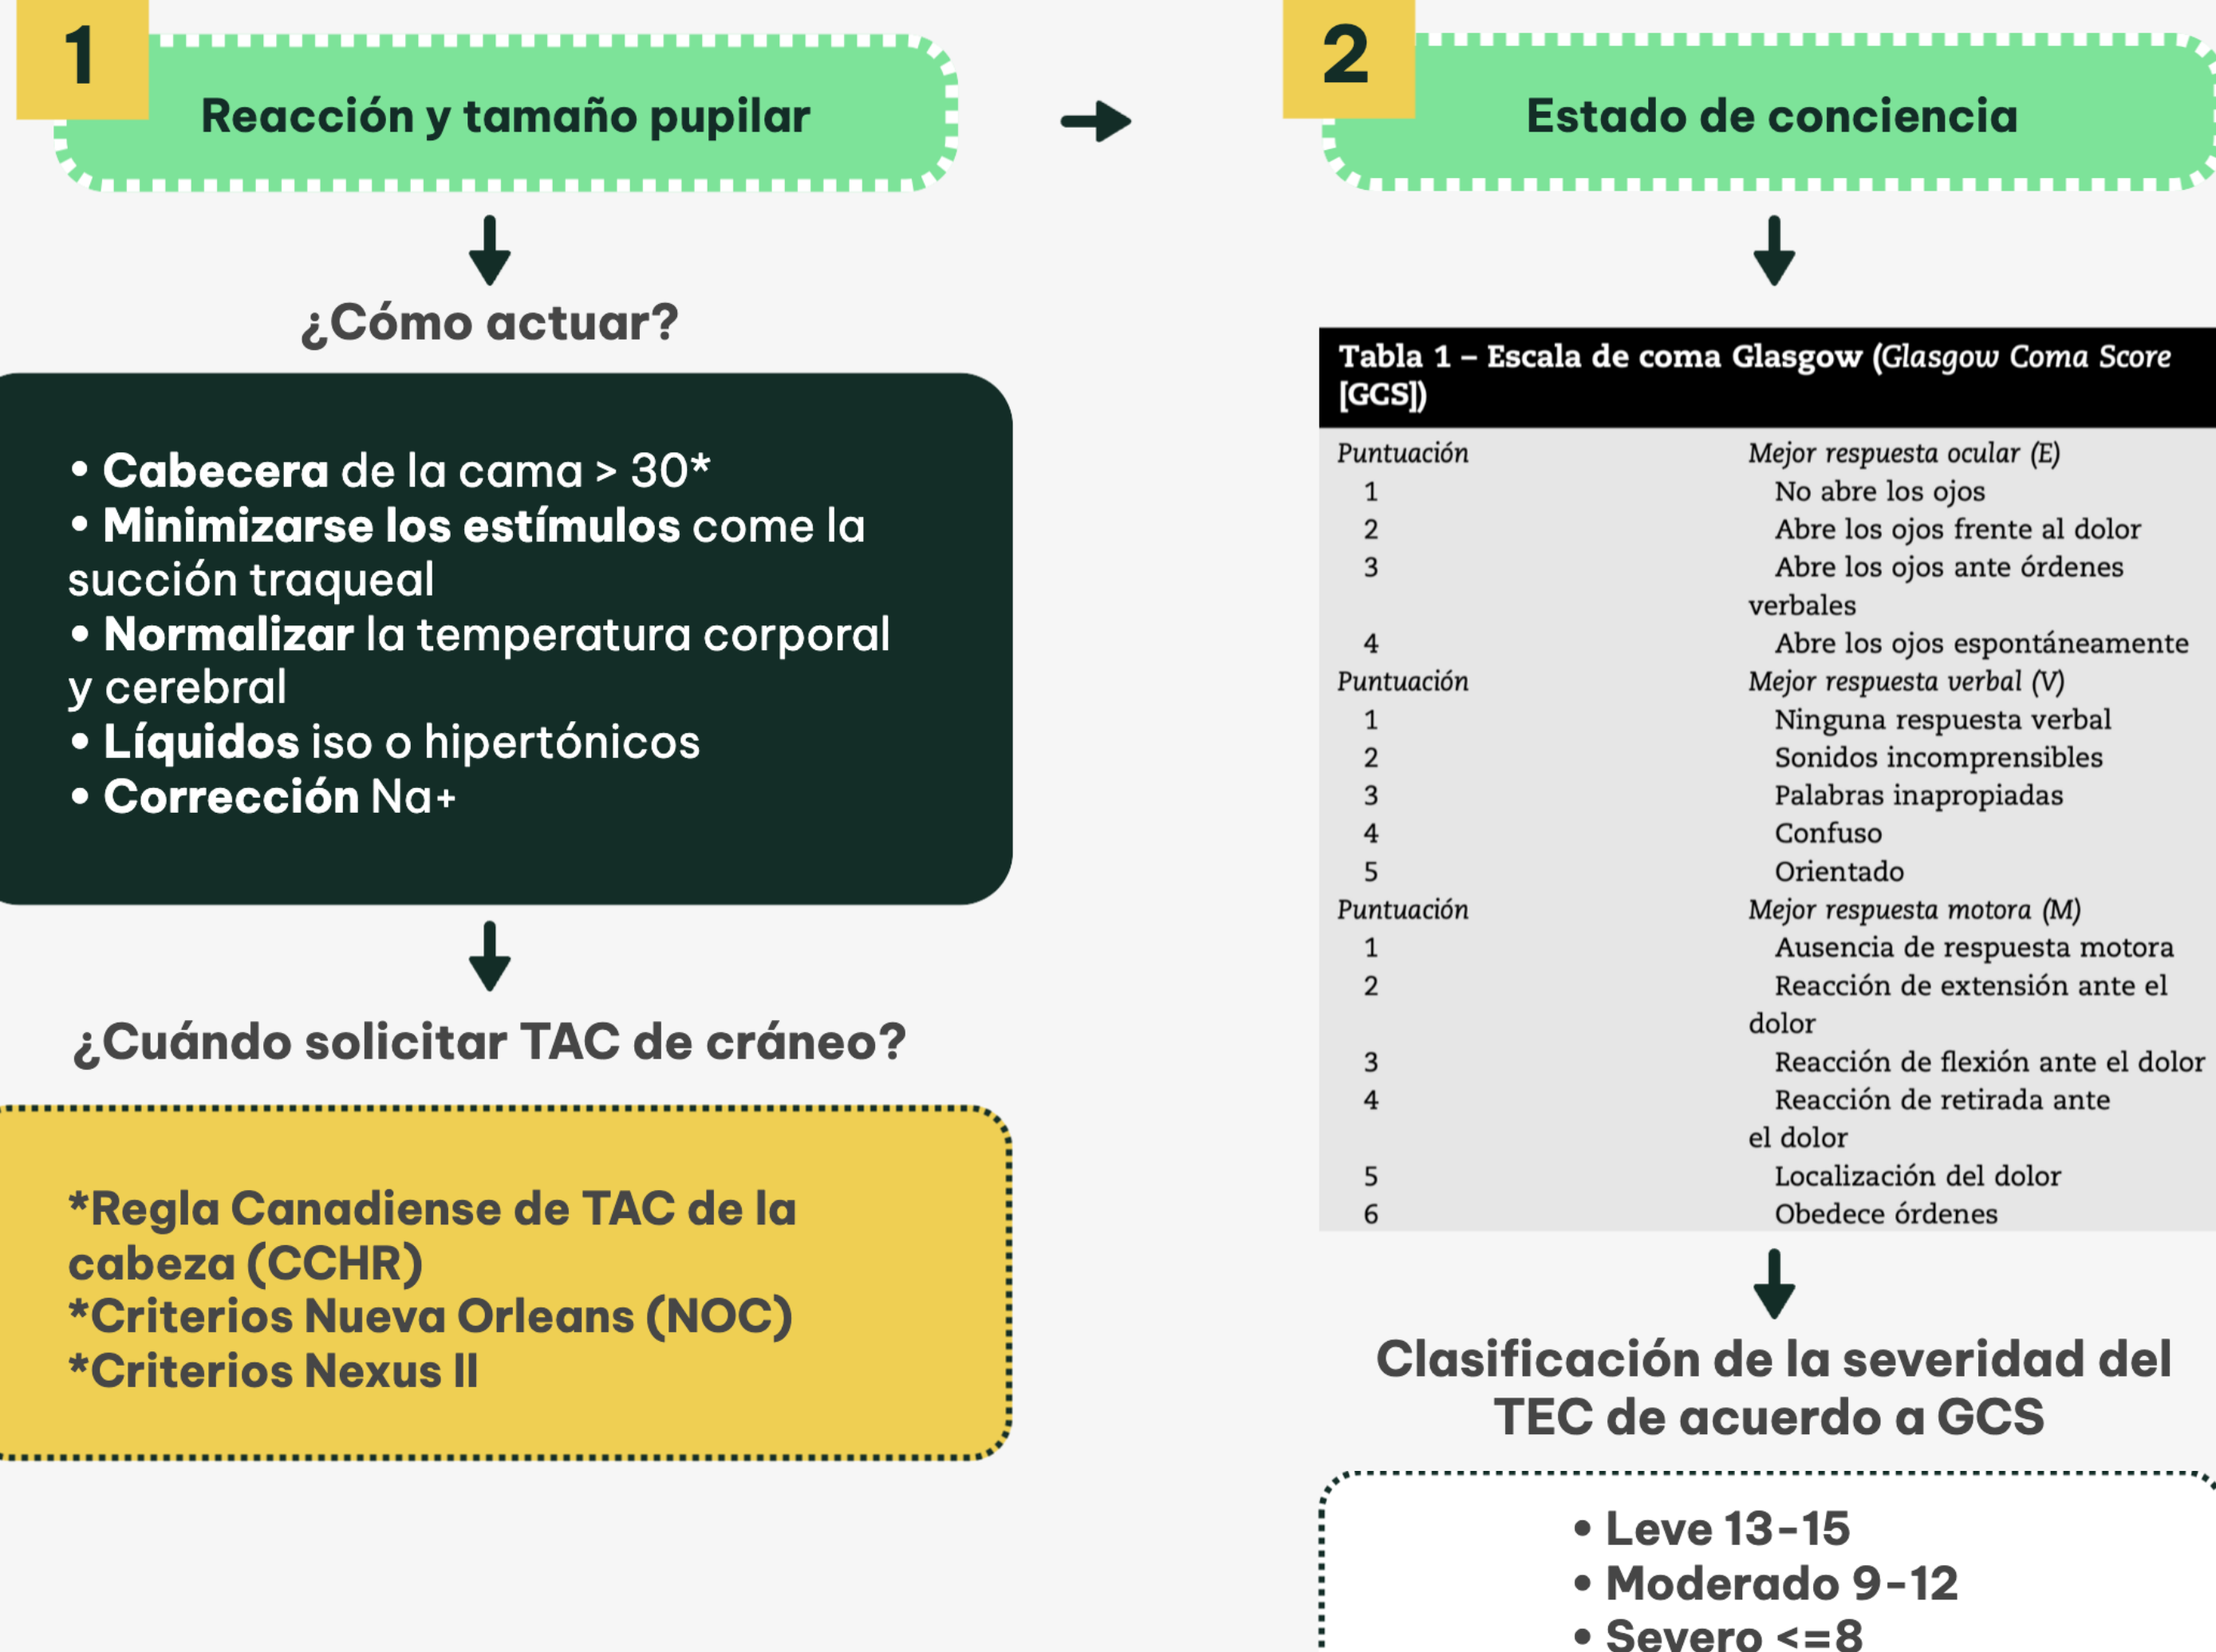 1
Reacción y tamaño pupilar
¿Cómo actuar?
• Cabecera de la cama > 30*
• Minimizarse los estímulos come la
succión traqueal
• Normalizar la temperatura corporal
y cerebral
• Líquidos iso o hipertónicos
• Corrección Na+
¿Cuándo solicitar TAC de cráneo?
*Regla Canadiense de TAC de la
cabeza (CCHR)
*Criterios Nueva Orleans (NOC)
*Criterios Nexus II
2
Estado de conciencia
Tabla 1 – Escala de coma Glasgow (Glasgow Coma Score
[GCS])
Puntuación Mejor respuesta ocular (E)
1 No abre los ojos
2 Abre los ojos frente al dolor
3 Abre los ojos ante órdenes
verbales
4 Abre los ojos espontáneamente
Puntuación Mejor respuesta verbal (V)
1 Ninguna respuesta verbal
2 Sonidos incomprensibles
3 Palabras inapropiadas
4 Confuso
5 Orientado
Puntuación Mejor respuesta motora (M)
1 Ausencia de respuesta motora
2 Reacción de extensión ante el
dolor
3 Reacción de flexión ante el dolor
4 Reacción de retirada ante
el dolor
5 Localización del dolor
6 Obedece órdenes
Clasificación de la severidad del
TEC de acuerdo a GCS
• Leve 13-15
• Moderado 9-12
• Severo <=8